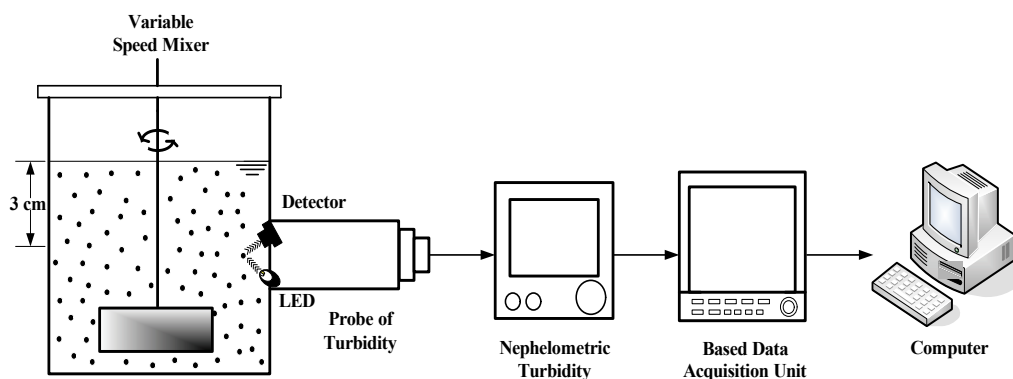 Variable
Speed Mixer
3 cm
Detector
LED
Probe of
Turbidity
Nephelometric
Turbidity
Based Data
Acquisition Unit
Computer